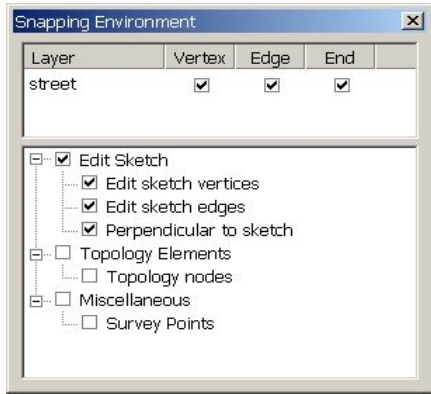 Snapping Environment
Layer Vertex Edge End
street
Edit Sketch
Edit sketch vertices
Edit sketch edges
Perpendicular to sketch
Topology Elements
Topology nodes
Miscellaneous
Survey Points